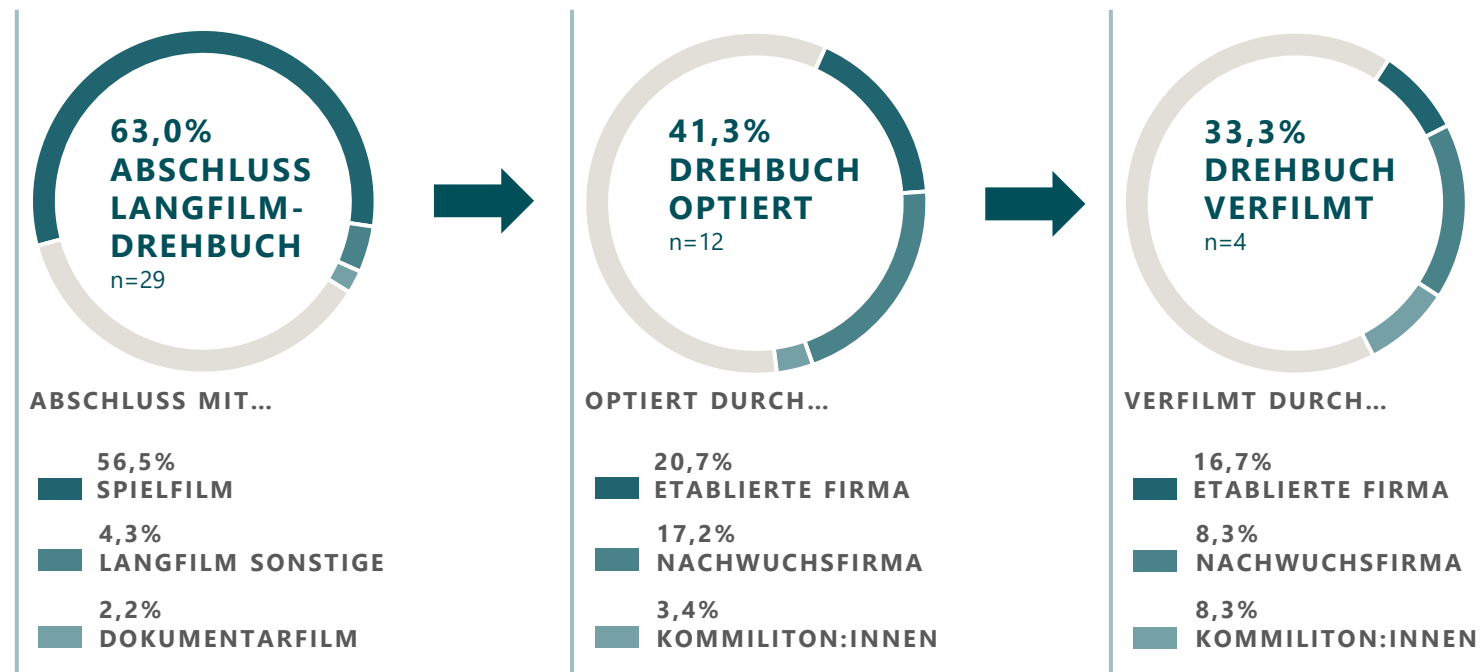 63,0%
ABSCHLUSS
LANGFILM-
DREHBUCH
n=29
ABSCHLUSS MIT…
56,5%
SPIELFILM
4,3%
LANGFILM SONSTIGE
2,2%
DOKUMENTARFILM
41,3%
DREHBUCH
OPTIERT
n=12
OPTIERT DURCH…
20,7%
ETABLIERTE FIRMA
17,2%
NACHWUCHSFIRMA
3,4%
KOMMILITON:INNEN
33,3%
DREHBUCH
VERFILMT
n=4
VERFILMT DURCH…
16,7%
ETABLIERTE FIRMA
8,3%
NACHWUCHSFIRMA
8,3%
KOMMILITON:INNEN